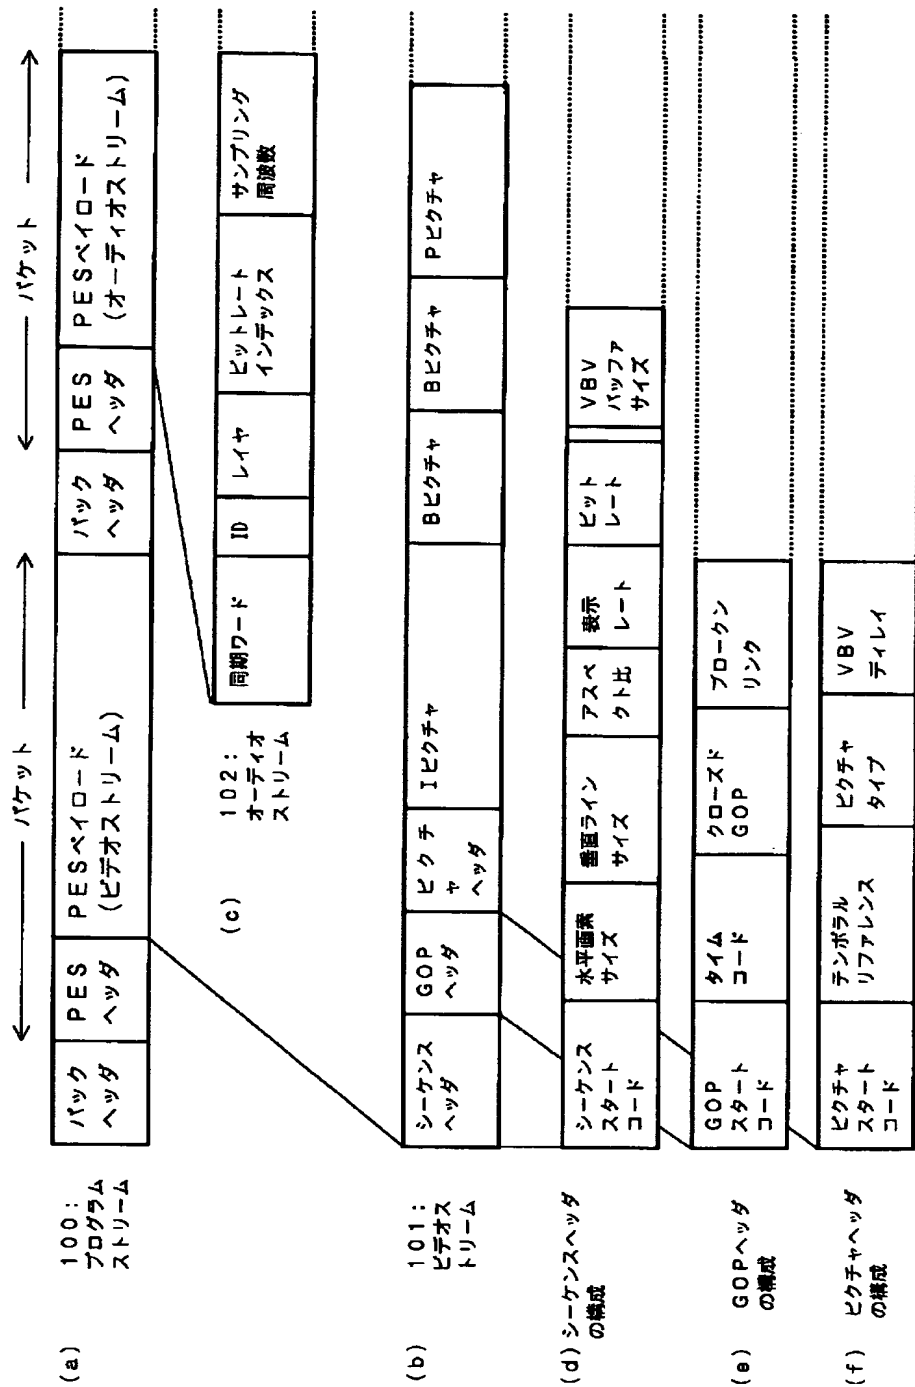 (a)
100:
プログラム
ストリーム
パケット
パケット
パック
ヘッダ
PES
ヘッダ
PESペイロード
(ビデオストリーム)
パック
ヘッダ
PES
ヘッダ
PESペイロード
(オーディオストリーム)
(c)
102:
オーディオ
ストリーム
同期ワード
ID
レイヤ
ビットレート
インデックス
サンプリング
周波数
(b)
101:
ビデオス
トリーム
シーケンス
ヘッダ
GOP
ヘッダ
ピクチ
ャ
ヘッダ
Iピクチャ
Bピクチャ
Bピクチャ
Pピクチャ
(d)シーケンスヘッダ
の構成
シーケンス
スタート
コード
水平画素
サイズ
垂直ライン
サイズ
アスペ
クト比
表示
レート
ビット
レート
VBV
バッファ
サイズ
(e)
GOPヘッダ
の構成
GOP
スタート
コード
タイム
コード
クローズド
GOP
ブロークン
リンク
(f)
ピクチャヘッダ
の構成
ピクチャ
スタート
コード
テンポラル
リファレンス
ピクチャ
タイプ
VBV
ディレイ